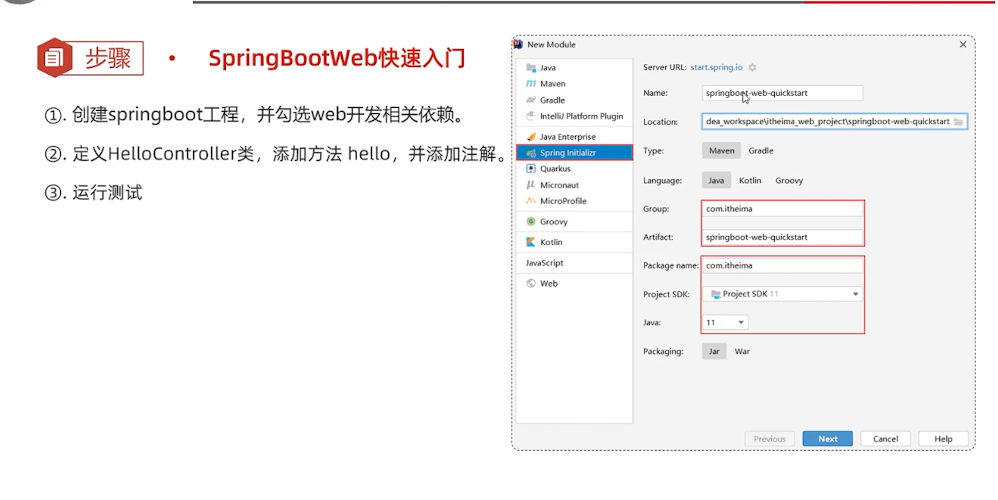 步骤
SpringBootWeb快速入门
①. 创建springboot工程，并勾选web开发相关依赖。
②. 定义HelloController类，添加方法 hello，并添加注解。
③. 运行测试
New Module
Java
Maven
Gradle
IntelliJ Platform Plugin
Java Enterprise
Spring Initializr
Quarkus
Micronaut
MicroProfile
Groovy
Kotlin
JavaScript
Web
Server URL: start.spring.io
Name: springboot-web-quickstart
Location: dea_workspace\itheima_web_project\springboot-web-quickstart
Type: Maven Gradle
Language: Java Kotlin Groovy
Group: com.itheima
Artifact: springboot-web-quickstart
Package name: com.itheima
Project SDK: Project SDK 11
Java: 11
Packaging: Jar War
Previous Next Cancel Help